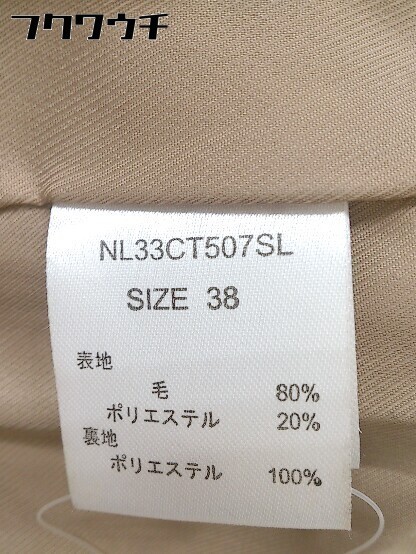 フクウウチ
NL33CT507SL
SIZE 38
表地
毛 80%
ポリエステル 20%
裏地
ポリエステル 100%